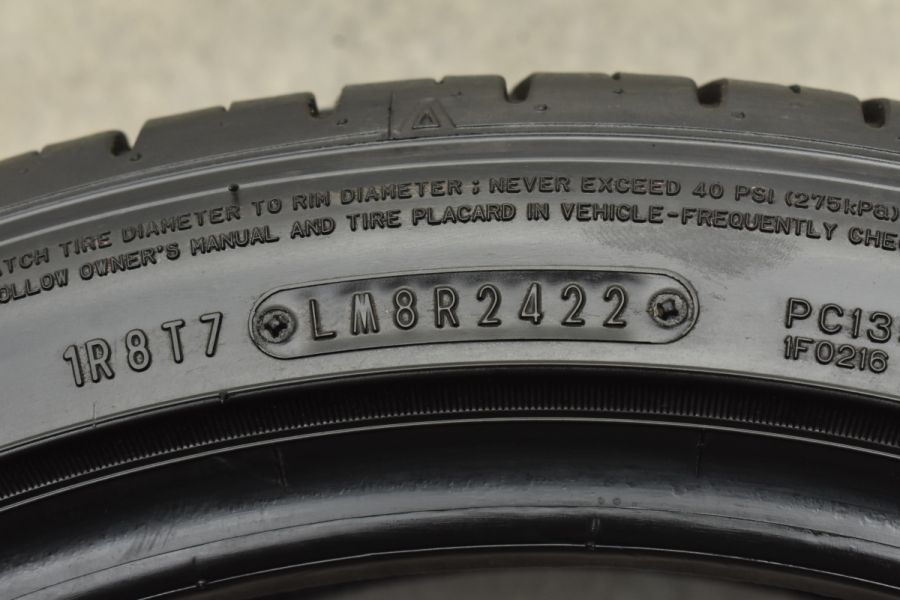 TCH TIRE DIAMETER TO RIM DIAMETER ; NEVER EXCEED 40 PSI (275kPa)
OLLOW OWNER'S MANUAL AND TIRE PLACARD IN VEHICLE-FREQUENTLY CHE
1R8T7 LM8R2422 PC13
1F0216